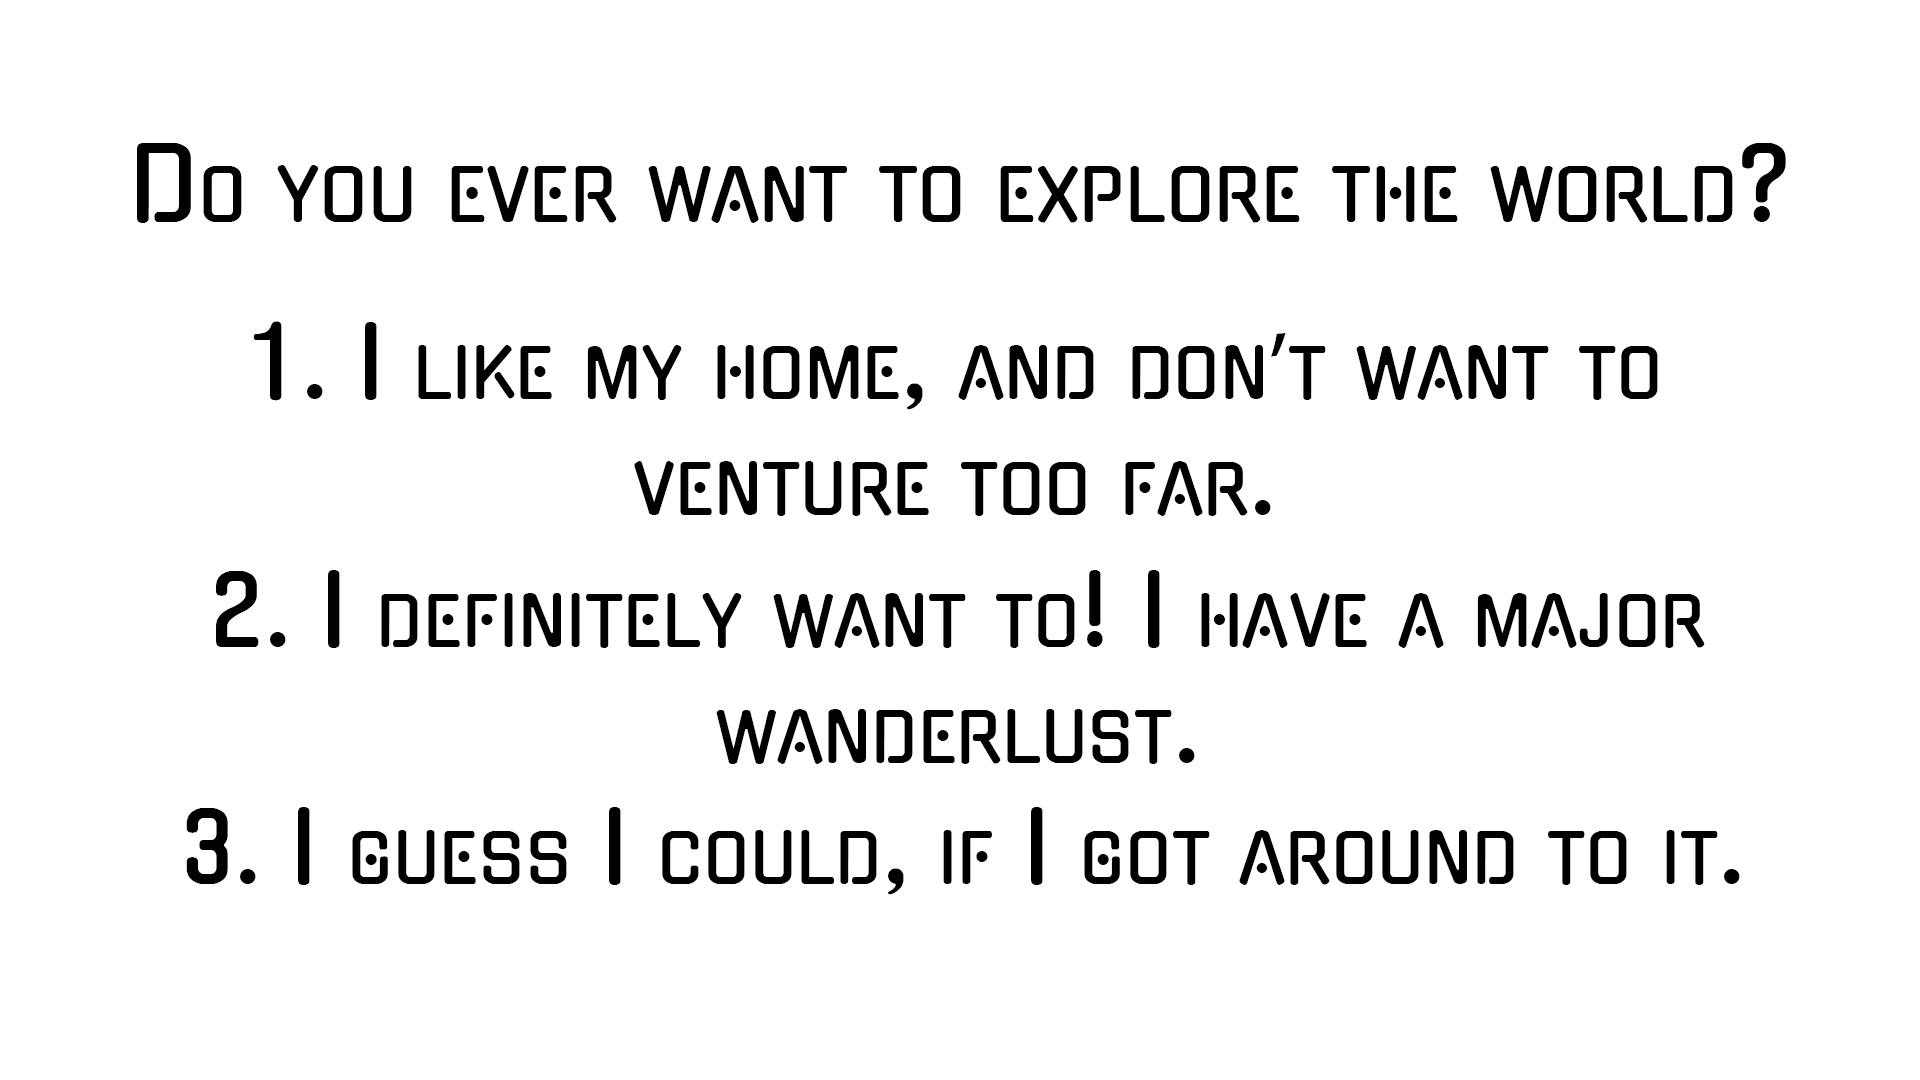 Do you ever want to explore the world?
1. I like my home, and don't want to
venture too far.
2. I definitely want to! I have a major
wanderlust.
3. I guess I could, if I got around to it.